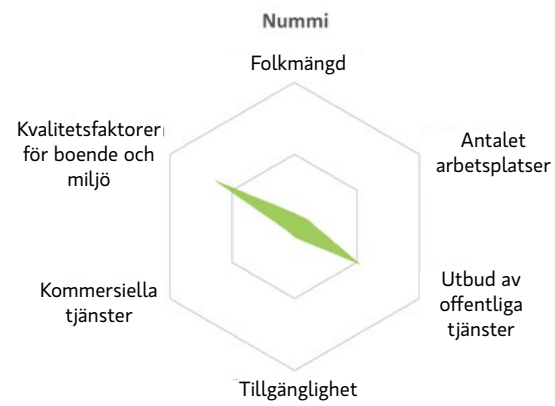 Nummi
Folkmängd
Kvalitetsfaktorer
för boende och
miljö
Antalet
arbetsplatser
Kommersiella
tjänster
Utbud av
offentliga
tjänster
Tillgänglighet